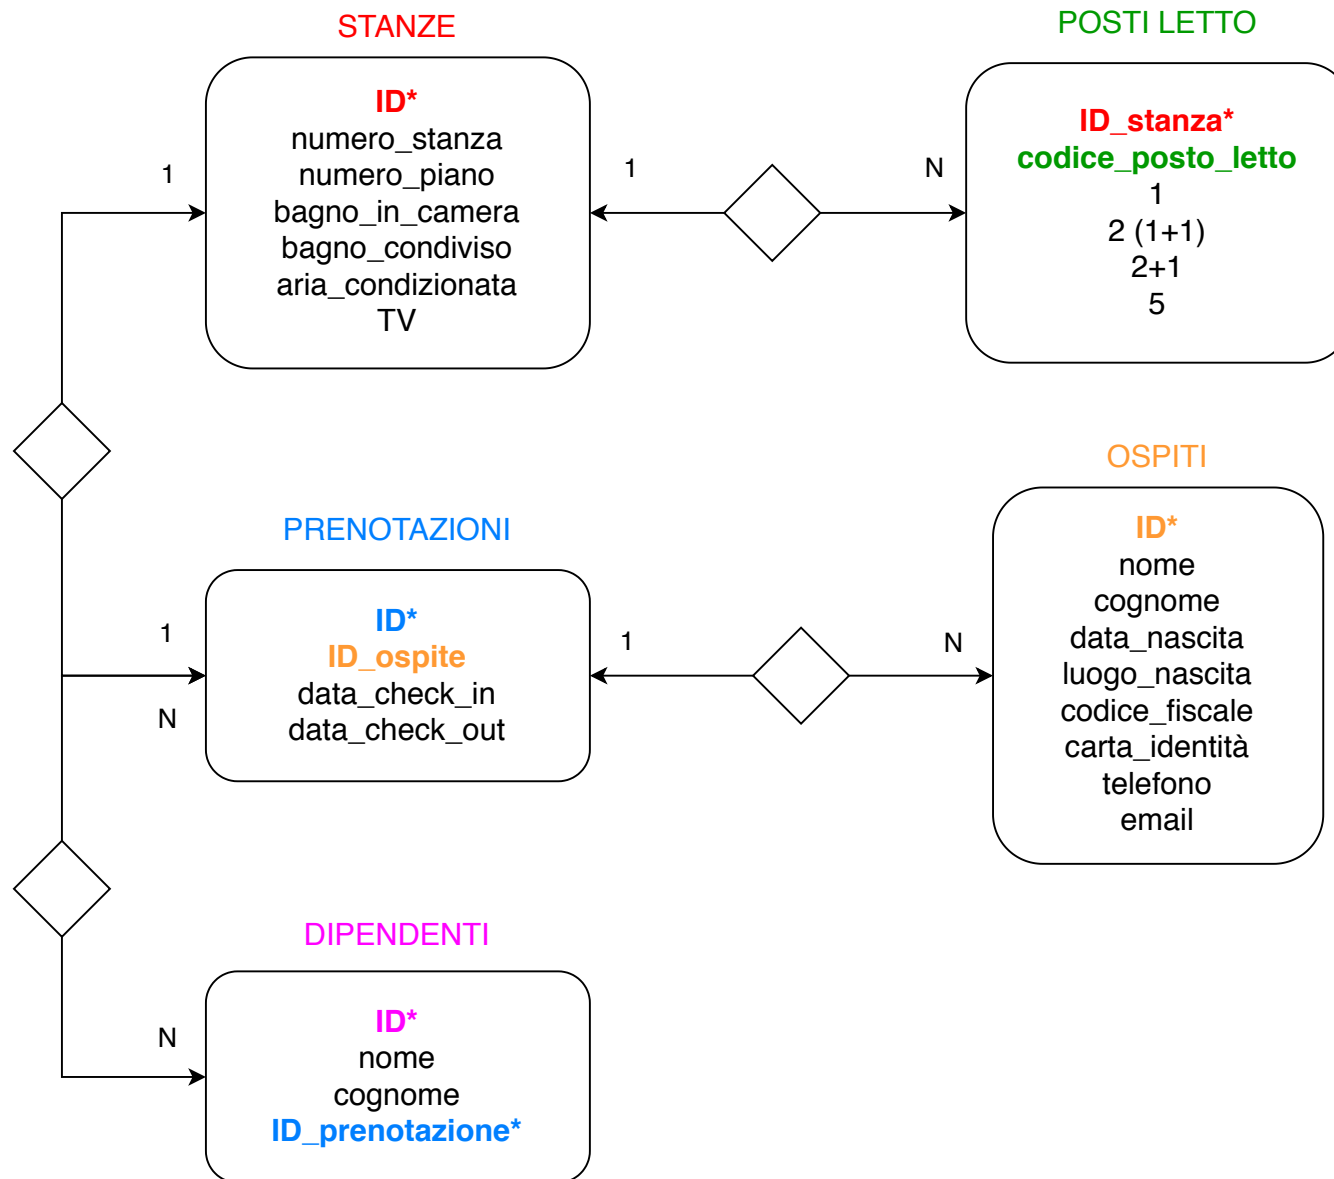 STANZE
ID*
numero_stanza
numero_piano
bagno_in_camera
bagno_condiviso
aria_condizionata
TV
1
1
N
POSTI LETTO
ID_stanza*
codice_posto_letto
1
2 (1+1)
2+1
5
PRENOTAZIONI
ID*
ID_ospite
data_check_in
data_check_out
1
N
1
N
OSPITI
ID*
nome
cognome
data_nascita
luogo_nascita
codice_fiscale
carta_identità
telefono
email
DIPENDENTI
ID*
nome
cognome
ID_prenotazione*
N